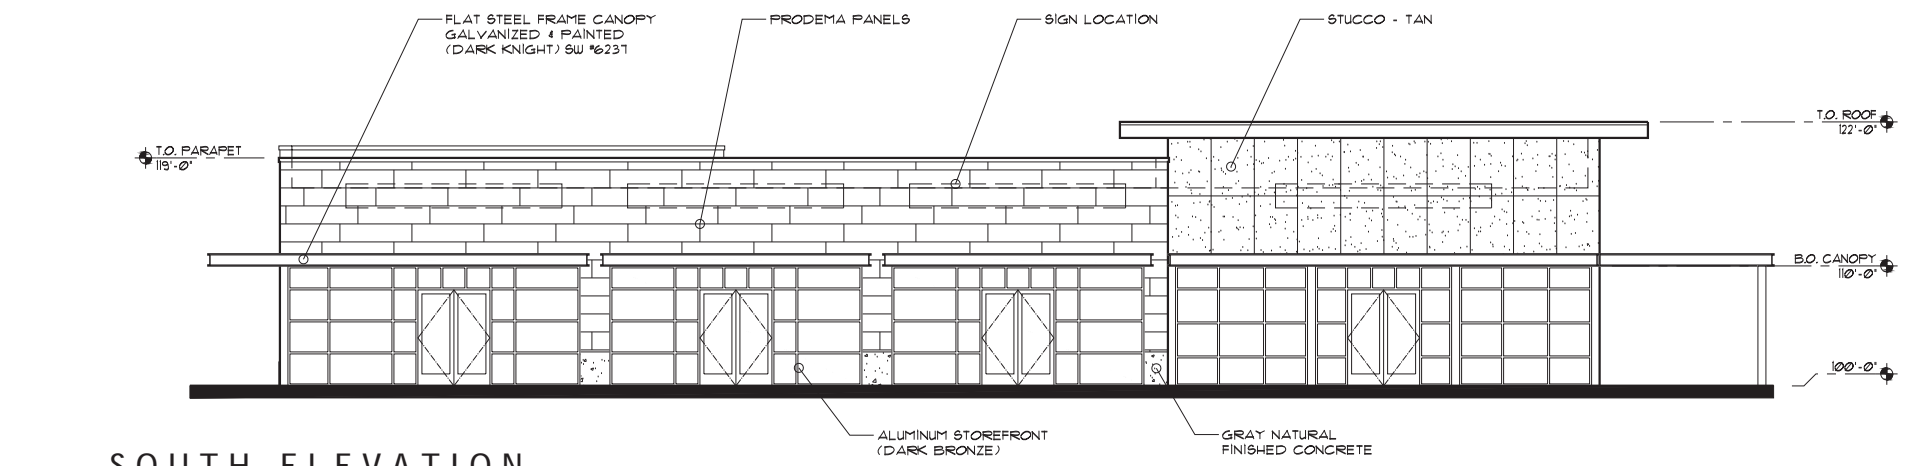 FLAT STEEL FRAME CANOPY
GALVANIZED & PAINTED
(DARK KNIGHT) SW #6237
PRODEMA PANELS
SIGN LOCATION
STUCCO - TAN
T.O. ROOF
122'-0"
T.O. PARAPET
119'-0"
B.O. CANOPY
110'-0"
100'-0"
ALUMINUM STOREFRONT
(DARK BRONZE)
GRAY NATURAL
FINISHED CONCRETE
SOUTH ELEVATION